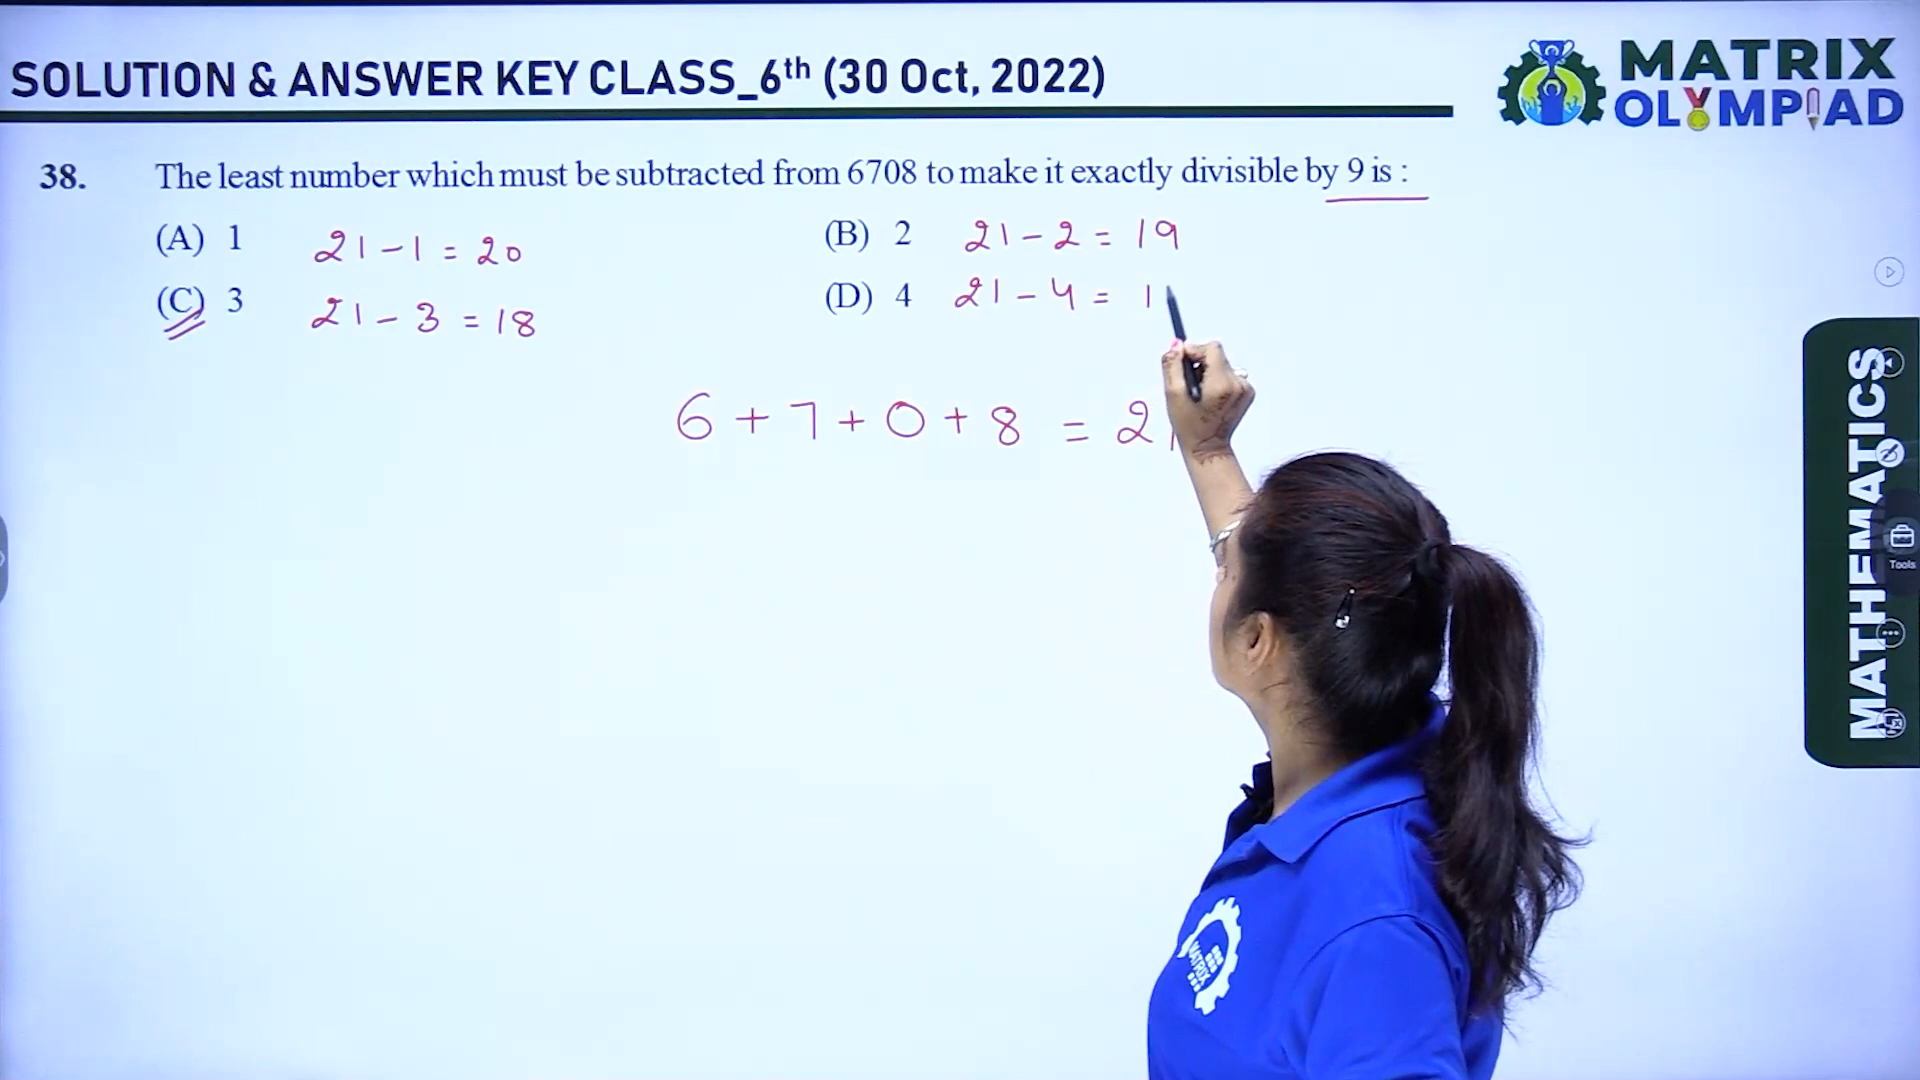 SOLUTION & ANSWER KEY CLASS_6th (30 Oct, 2022)
MATRIX
OLYMPIAD
38. The least number which must be subtracted from 6708 to make it exactly divisible by 9 is :
(A) 1 21 - 1 = 20
(B) 2 21 - 2 = 19
(C) 3 21 - 3 = 18
(D) 4 21 - 4 = 1
6 + 7 + 0 + 8 = 21
MATHEMATICS
Tools
MATRIX